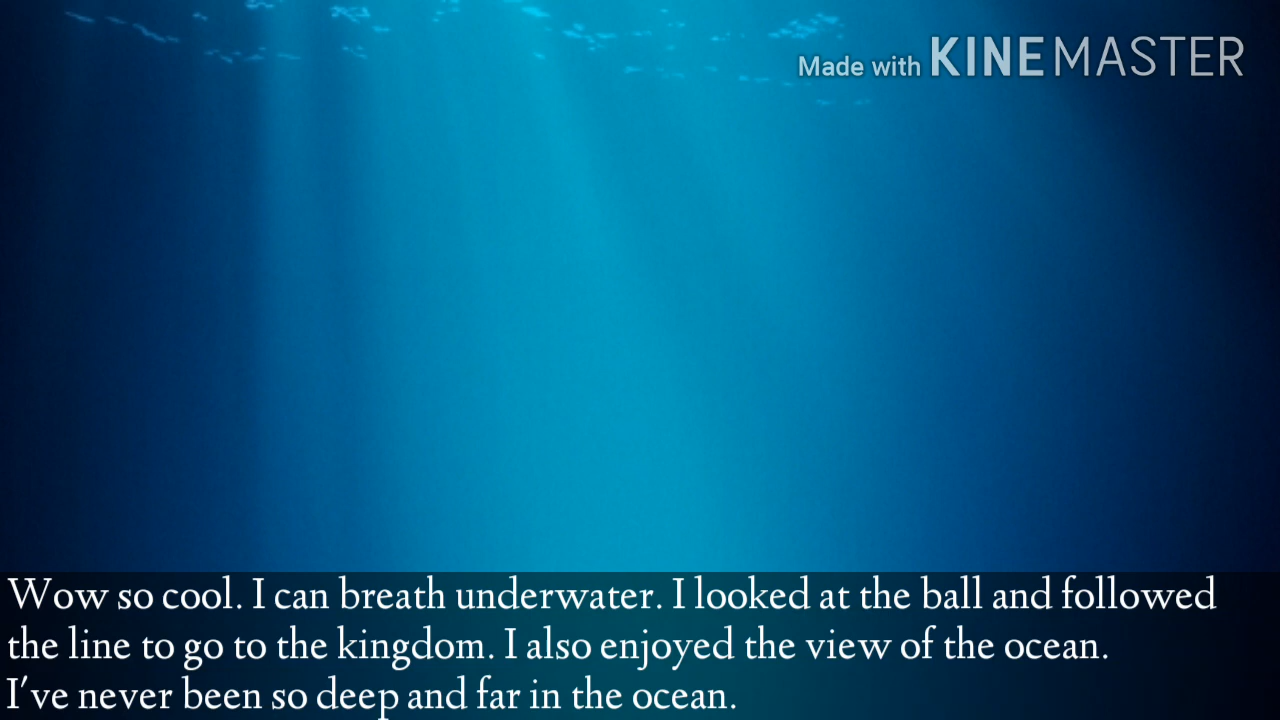 Made with KINEMASTER
Wow so cool. I can breath underwater. I looked at the ball and followed
the line to go to the kingdom. I also enjoyed the view of the ocean.
I've never been so deep and far in the ocean.